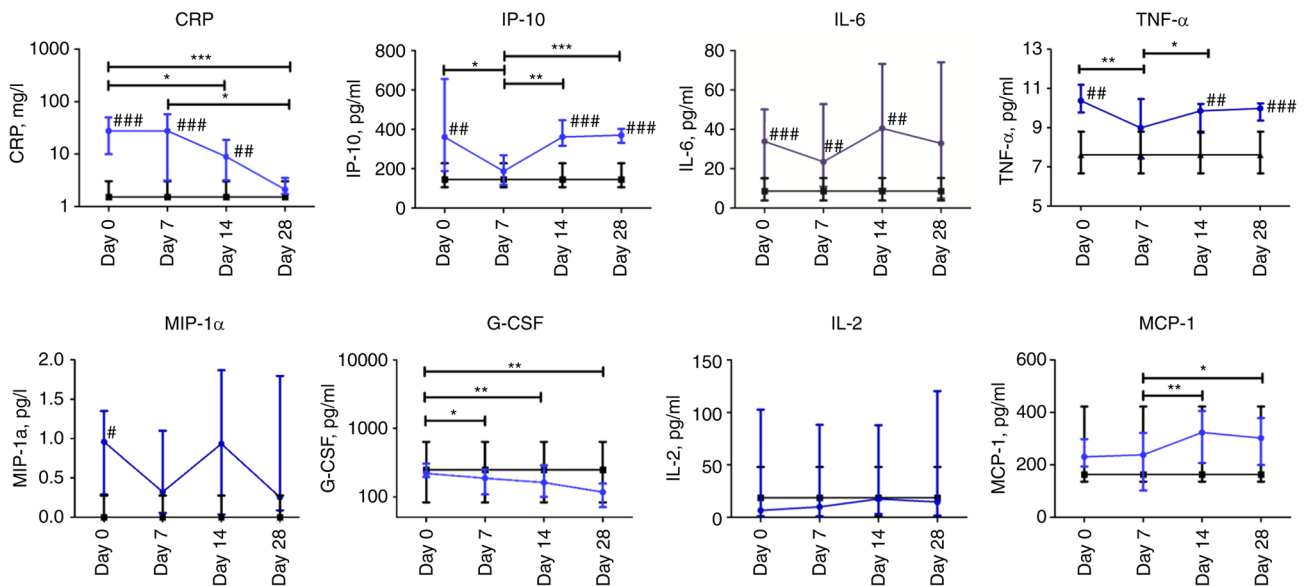 CRP
CRP, mg/l
1000
100
10
1
***
*
*
###
###
##
Day 0
Day 7
Day 14
Day 28
IP-10
IP-10, pg/ml
800
600
400
200
0
***
*
**
##
###
###
Day 0
Day 7
Day 14
Day 28
IL-6
IL-6, pg/ml
80
60
40
20
0
###
##
##
Day 0
Day 7
Day 14
Day 28
TNF-α
TNF-α, pg/ml
13
11
9
7
5
*
**
##
##
###
Day 0
Day 7
Day 14
Day 28
MIP-1α
MIP-1a, pg/l
2.0
1.5
1.0
0.5
0.0
#
Day 0
Day 7
Day 14
Day 28
G-CSF
G-CSF, pg/ml
10000
1000
100
**
**
*
Day 0
Day 7
Day 14
Day 28
IL-2
IL-2, pg/ml
150
100
50
0
Day 0
Day 7
Day 14
Day 28
MCP-1
MCP-1, pg/ml
600
400
200
0
*
**
Day 0
Day 7
Day 14
Day 28